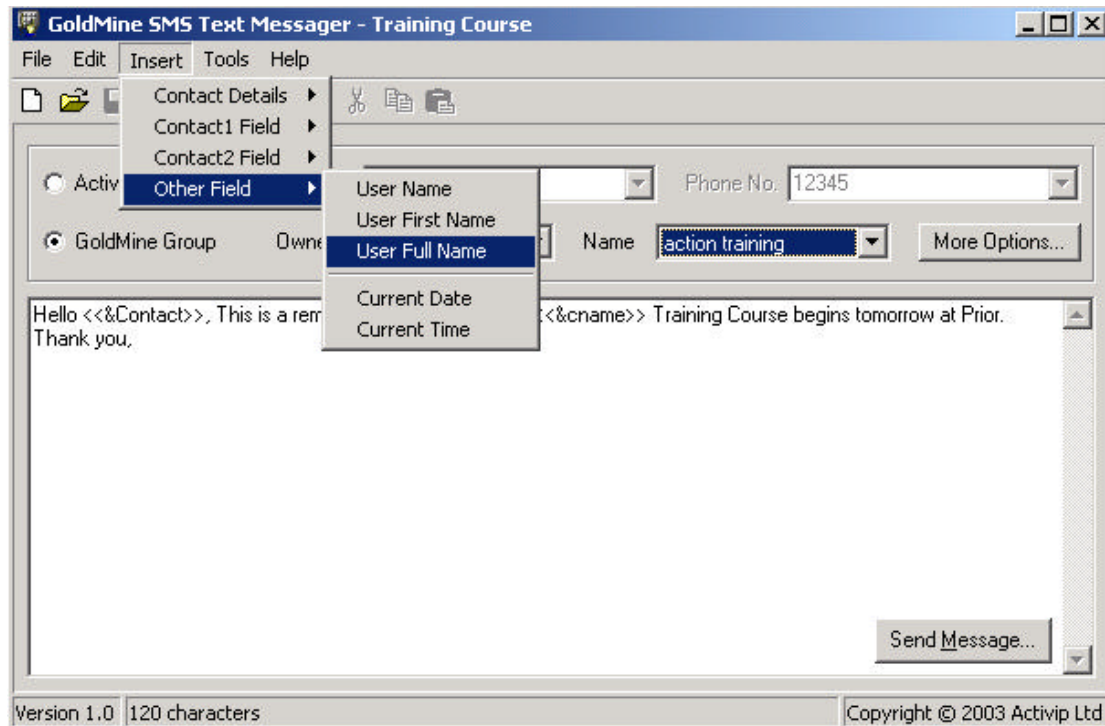 GoldMine SMS Text Messager - Training Course
File Edit Insert Tools Help
Contact Details
Contact1 Field
Contact2 Field
Other Field
User Name
User First Name
User Full Name
Current Date
Current Time
Phone No. 12345
GoldMine Group Name action training More Options...
Hello <<&Contact>>, This is a <<&cname>> Training Course begins tomorrow at Prior.
Thank you,
Send Message...
Version 1.0 120 characters Copyright © 2003 Activip Ltd